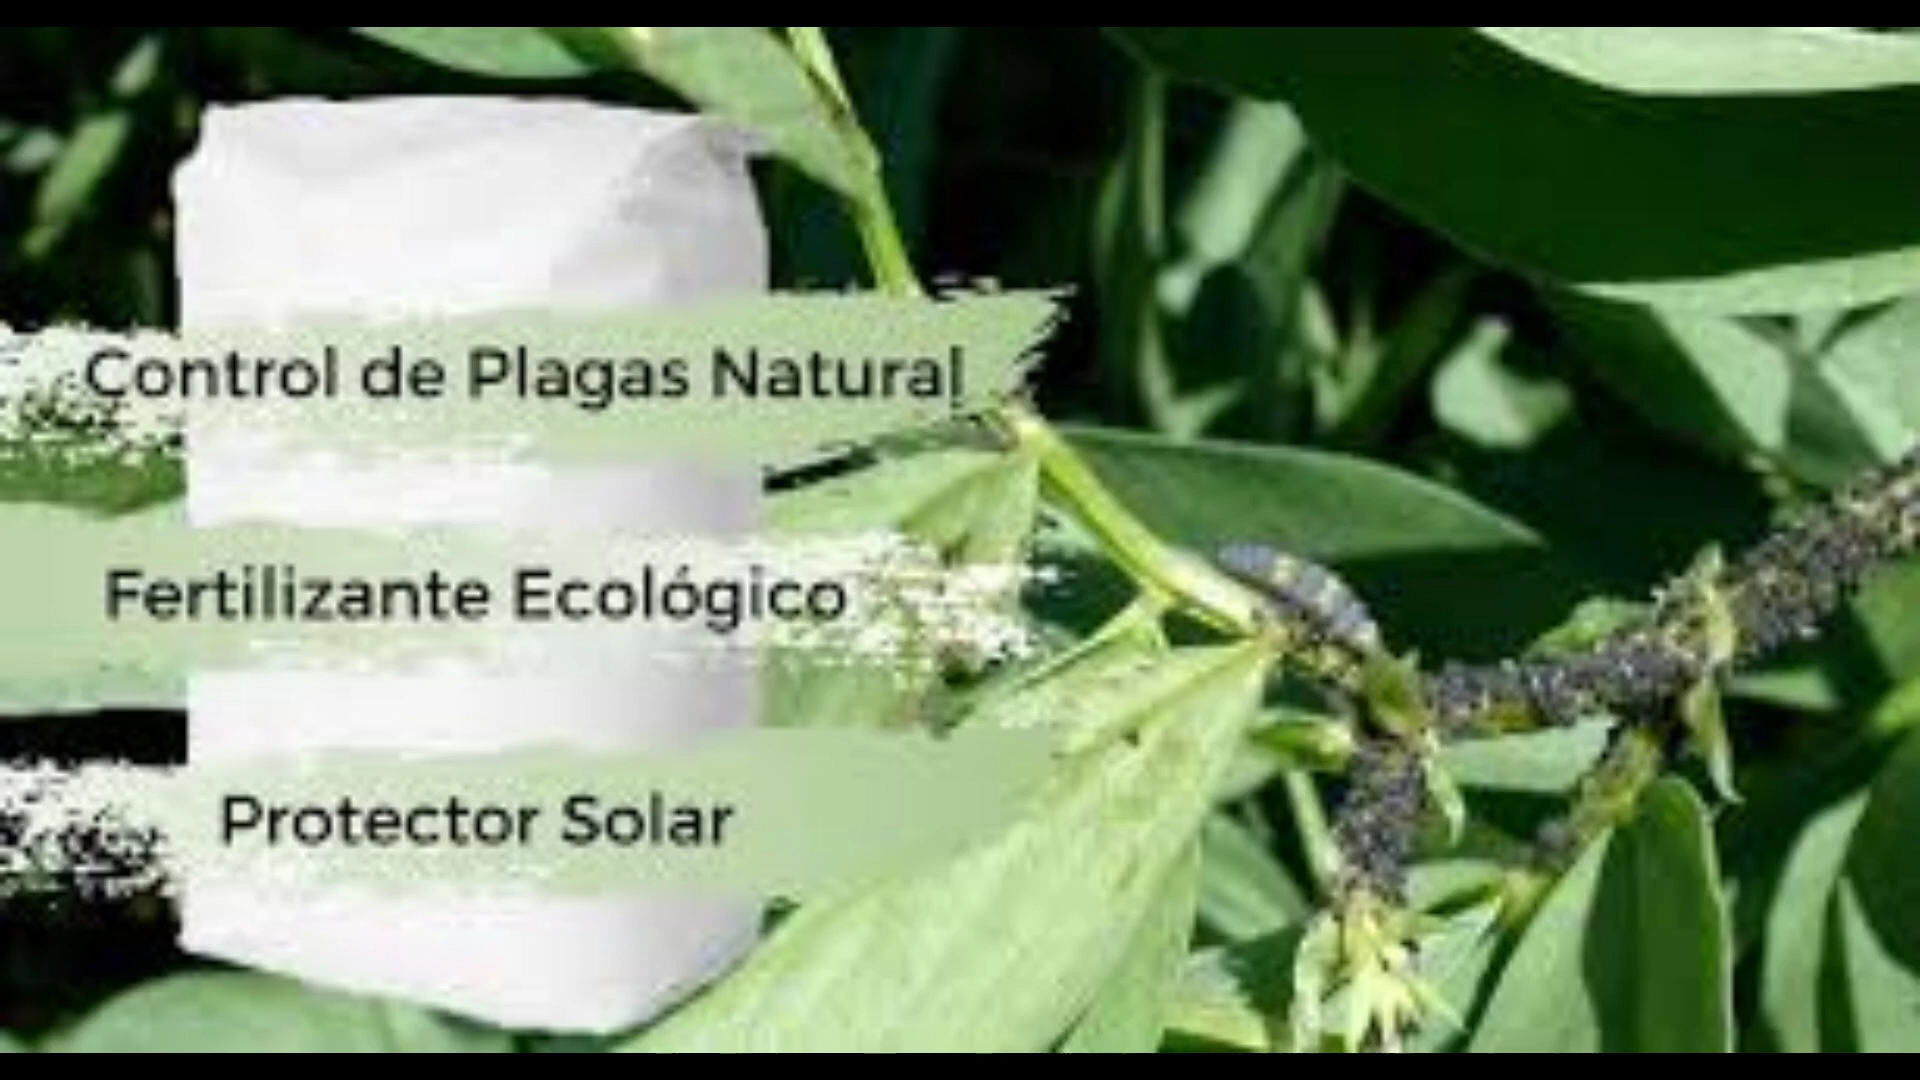 Control de Plagas Natural
Fertilizante Ecológico
Protector Solar